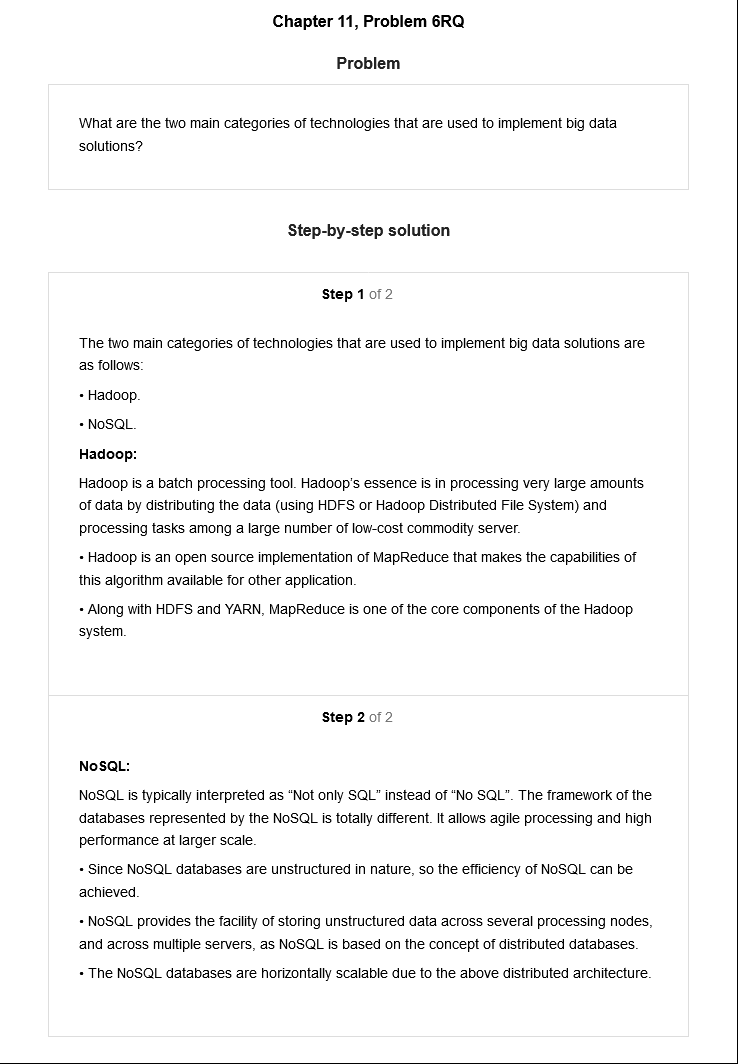 Chapter 11, Problem 6RQ
Problem
What are the two main categories of technologies that are used to implement big data
solutions?
Step-by-step solution
Step 1 of 2
The two main categories of technologies that are used to implement big data solutions are
as follows:
• Hadoop.
• NoSQL.
Hadoop:
Hadoop is a batch processing tool. Hadoop’s essence is in processing very large amounts
of data by distributing the data (using HDFS or Hadoop Distributed File System) and
processing tasks among a large number of low-cost commodity server.
• Hadoop is an open source implementation of MapReduce that makes the capabilities of
this algorithm available for other application.
• Along with HDFS and YARN, MapReduce is one of the core components of the Hadoop
system.
Step 2 of 2
NoSQL:
NoSQL is typically interpreted as “Not only SQL” instead of “No SQL”. The framework of the
databases represented by the NoSQL is totally different. It allows agile processing and high
performance at larger scale.
• Since NoSQL databases are unstructured in nature, so the efficiency of NoSQL can be
achieved.
• NoSQL provides the facility of storing unstructured data across several processing nodes,
and across multiple servers, as NoSQL is based on the concept of distributed databases.
• The NoSQL databases are horizontally scalable due to the above distributed architecture.